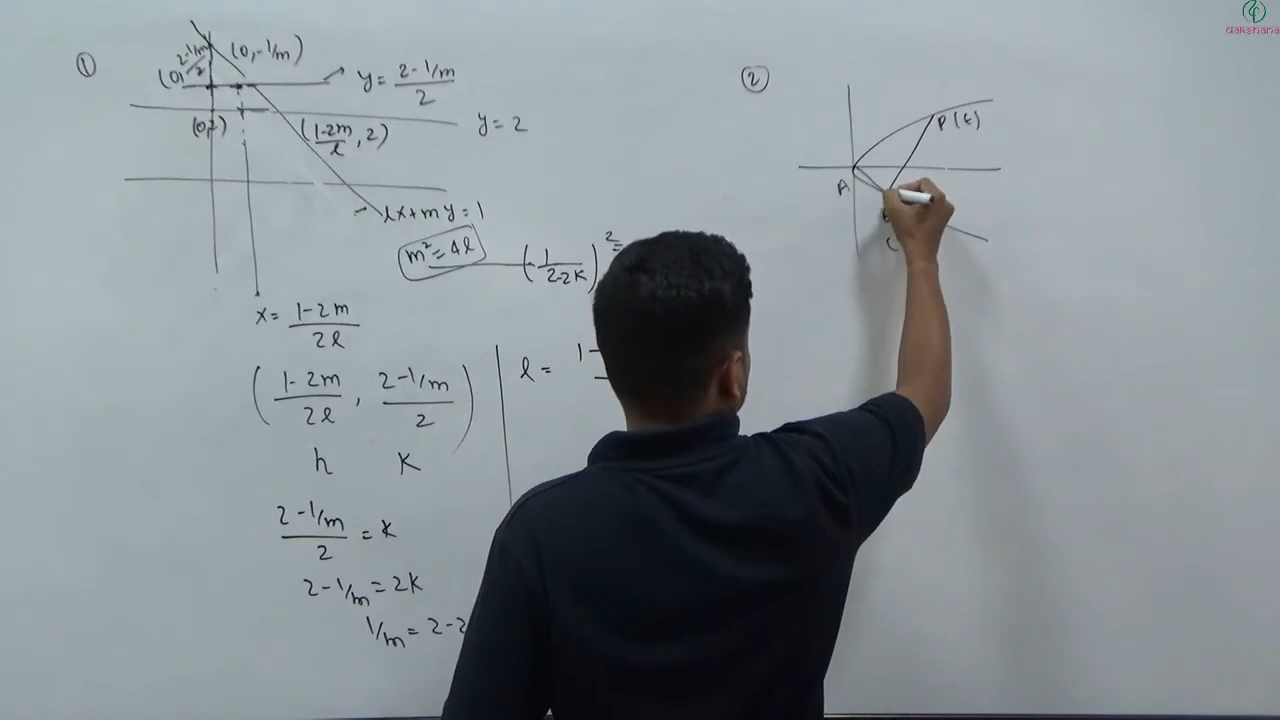 ①
(0, -1/m)
(0, 2-1/m/2
y = 2-1/m/2
(0,2)
(1-2m/l, 2)
y = 2
lx+my=1
m²=4l
(1/2-2K)² =
x = 1-2m/2l
(1-2m/2l, 2-1/m/2)
h K
2-1/m/2 = K
2-1/m = 2K
1/m = 2-2
l = 1-
②
P(t)
A
C
dakshana